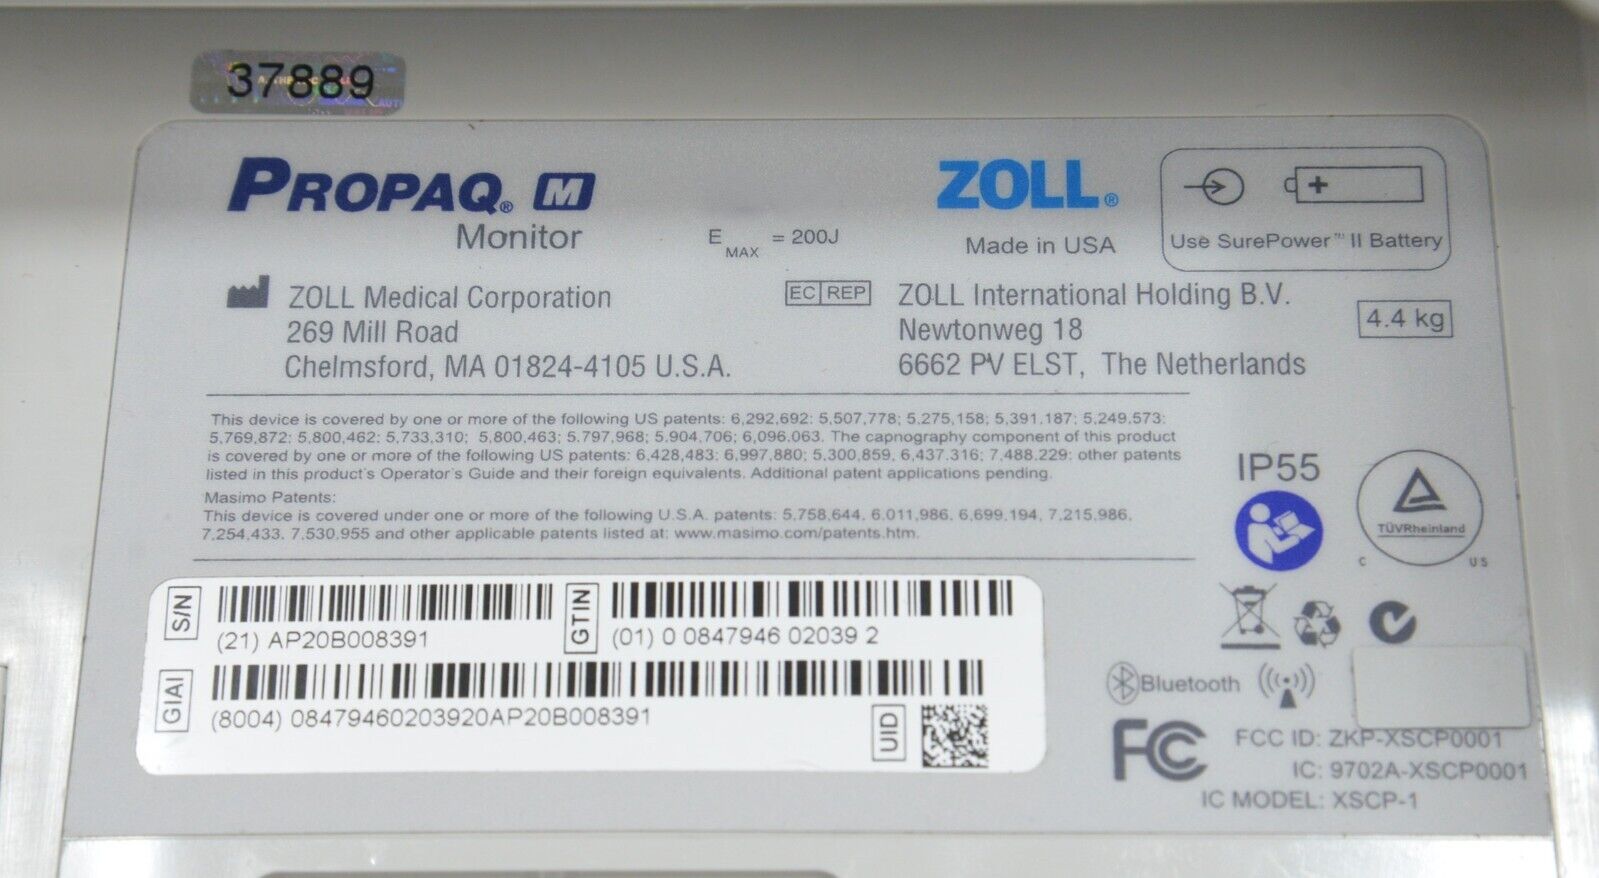 37889
PROPAQ® M
Monitor
E MAX = 200J
ZOLL®
Made in USA
Use SurePower™ II Battery
ZOLL Medical Corporation
269 Mill Road
Chelmsford, MA 01824-4105 U.S.A.
EC REP
ZOLL International Holding B.V.
Newtonweg 18
6662 PV ELST, The Netherlands
4.4 kg
This device is covered by one or more of the following US patents: 6,292,692; 5,507,778; 5,275,158; 5,391,187; 5,249,573;
5,769,872; 5,800,462; 5,733,310; 5,800,463; 5,797,968; 5,904,706; 6,096,063. The capnography component of this product
is covered by one or more of the following US patents: 6,428,483; 6,997,880; 5,300,859, 6,437,316; 7,488,229; other patents
listed in this product's Operator's Guide and their foreign equivalents. Additional patent applications pending.
Masimo Patents:
This device is covered under one or more of the following U.S.A. patents: 5,758,644, 6,011,986, 6,699,194, 7,215,986,
7,254,433, 7,530,955 and other applicable patents listed at: www.masimo.com/patents.htm.
IP55
TÜVRheinland
C US
S/N
(21) AP20B008391
GTIN
(01) 0 0847946 02039 2
GIAI
(8004) 08479460203920AP20B008391
UID
Bluetooth
FC
FCC ID: ZKP-XSCP0001
IC: 9702A-XSCP0001
IC MODEL: XSCP-1